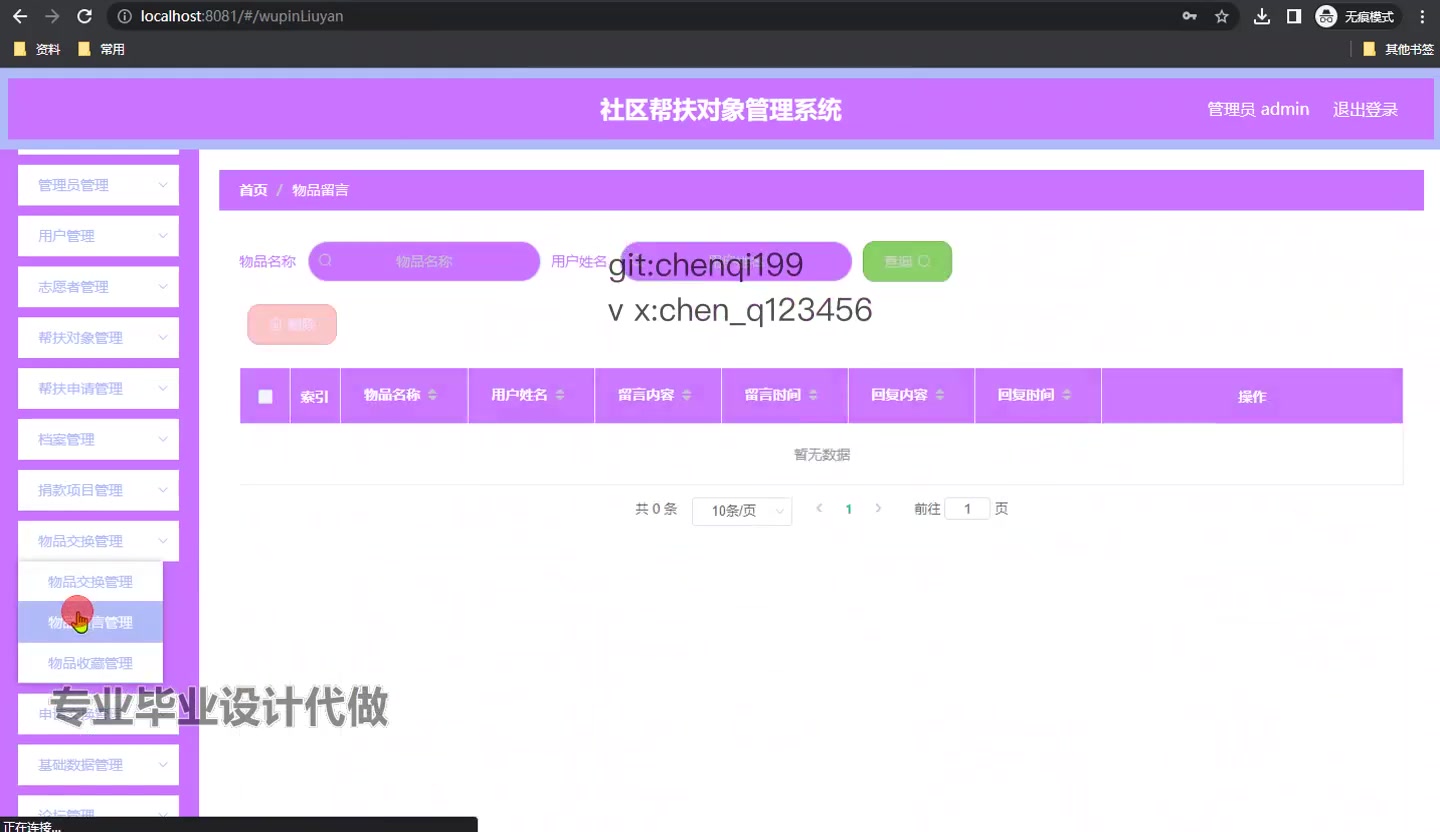 localhost:8081/#/wupinLiuyan
无痕模式
资料
常用
其他书签
社区帮扶对象管理系统
管理员 admin
退出登录
管理员管理
用户管理
志愿者管理
帮扶对象管理
帮扶申请管理
档案管理
捐款项目管理
物品交换管理
物品交换管理
物品收藏管理
基础数据管理
论坛管理
首页 / 物品留言
物品名称
物品名称
用户姓名
查询
git:chenqi199
v x:chen_q123456
删除
索引
物品名称
用户姓名
留言内容
留言时间
回复内容
回复时间
操作
暂无数据
共 0 条
10条/页
1
前往
1
页
专业毕业设计代做
正在连接...